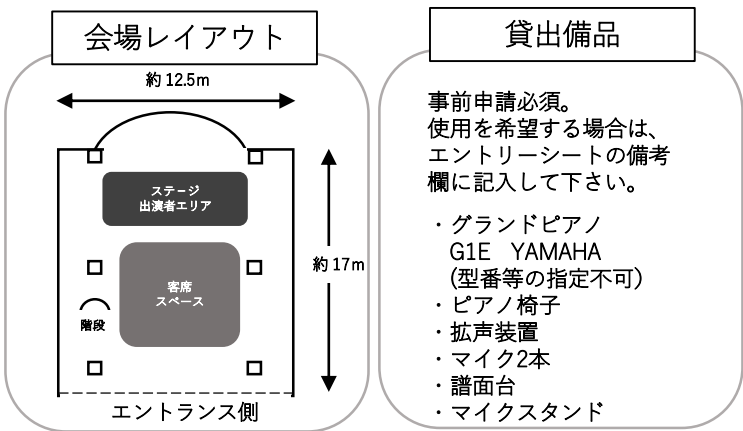 会場レイアウト
約 12.5m
ステージ
出演者エリア
約 17m
客席
スペース
階段
エントランス側
貸出備品
事前申請必須。
使用を希望する場合は、
エントリーシートの備考
欄に記入して下さい。
・グランドピアノ
G1E YAMAHA
(型番等の指定不可)
・ピアノ椅子
・拡声装置
・マイク2本
・譜面台
・マイクスタンド